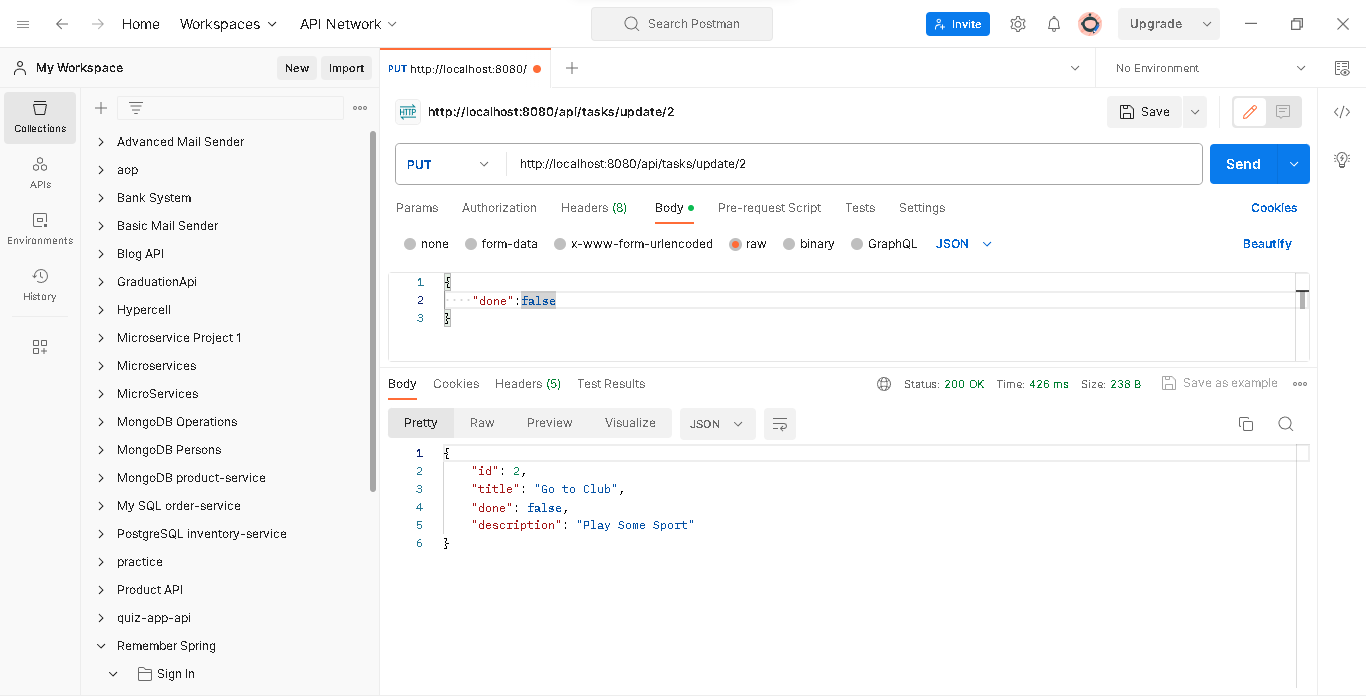 Home Workspaces API Network Search Postman Invite Upgrade
My Workspace New Import PUT http://localhost:8080/ No Environment
Collections
APIs
Environments
History
Advanced Mail Sender
aop
Bank System
Basic Mail Sender
Blog API
GraduationApi
Hypercell
Microservice Project 1
Microservices
MicroServices
MongoDB Operations
MongoDB Persons
MongoDB product-service
My SQL order-service
PostgreSQL inventory-service
practice
Product API
quiz-app-api
Remember Spring
Sign In
HTTP http://localhost:8080/api/tasks/update/2 Save
PUT http://localhost:8080/api/tasks/update/2 Send
Params Authorization Headers (8) Body Pre-request Script Tests Settings Cookies
none form-data x-www-form-urlencoded raw binary GraphQL JSON Beautify
1 {
2 "done":false
3 }
Body Cookies Headers (5) Test Results Status: 200 OK Time: 426 ms Size: 238 B Save as example
Pretty Raw Preview Visualize JSON
1 {
2 "id": 2,
3 "title": "Go to Club",
4 "done": false,
5 "description": "Play Some Sport"
6 }